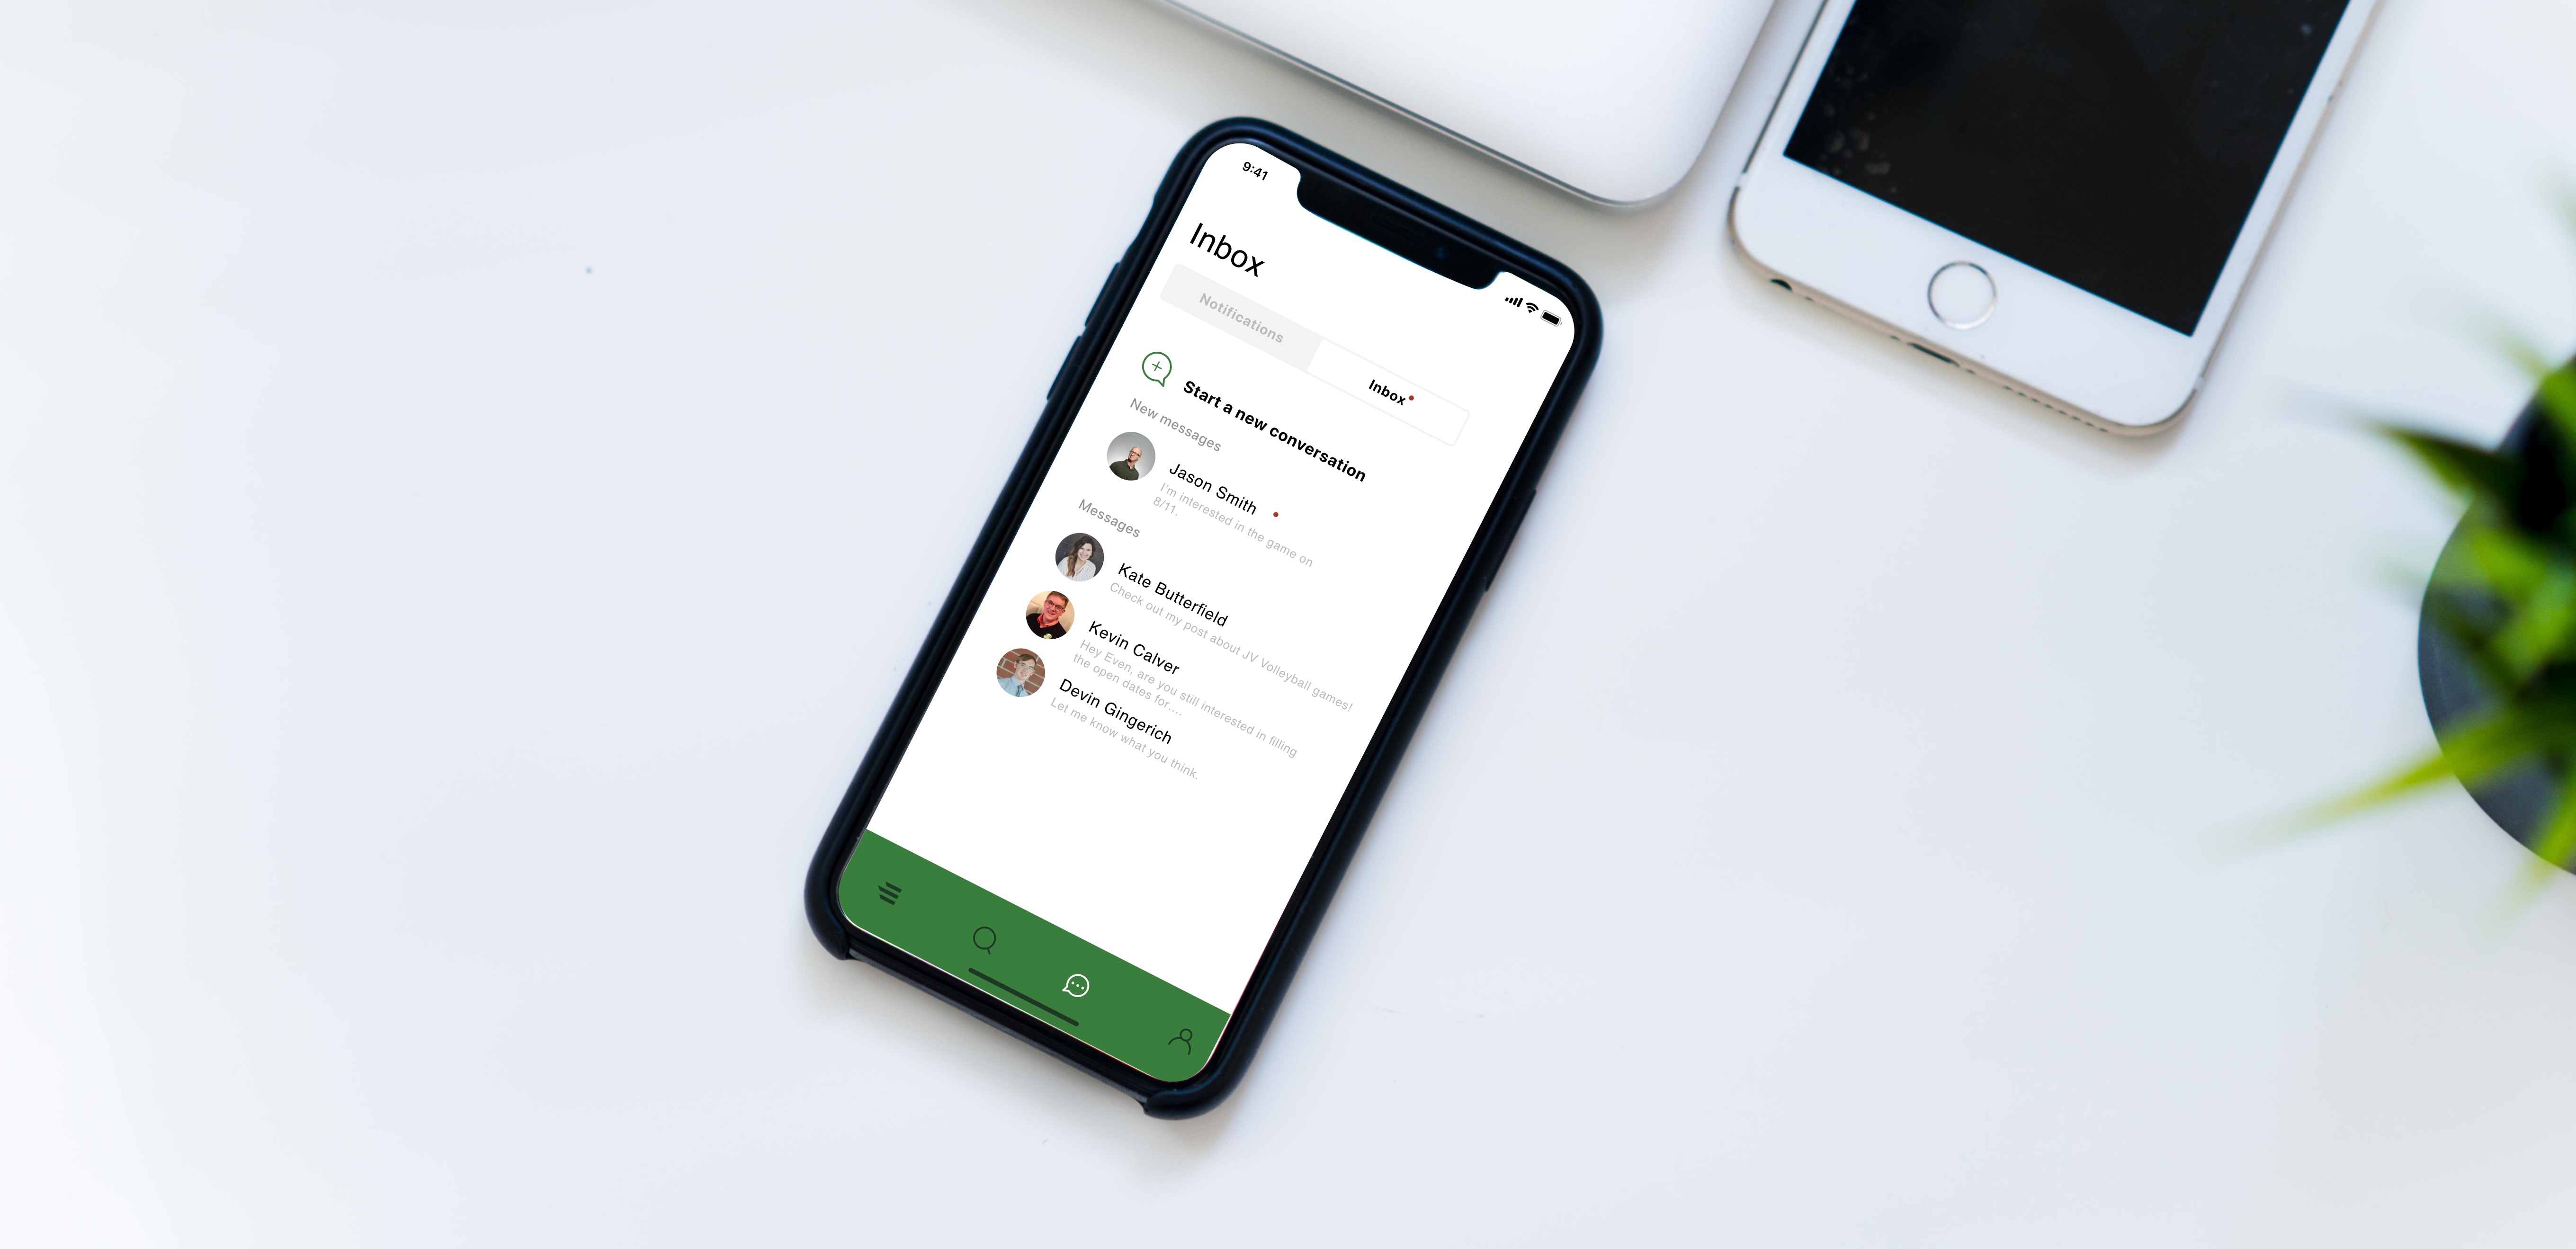 9:41
Inbox
Notifications
Inbox
Start a new conversation
New messages
Jason Smith
I'm interested in the game on
8/11.
Messages
Kate Butterfield
Check out my post about JV Volleyball games!
Kevin Calver
Hey Even, are you still interested in filling
the open dates for....
Devin Gingerich
Let me know what you think.